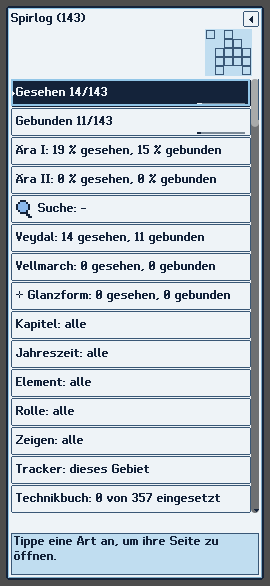 Spirlog (143)
Gesehen 14/143
Gebunden 11/143
Ära I: 19 % gesehen, 15 % gebunden
Ära II: 0 % gesehen, 0 % gebunden
Suche: –
Veydal: 14 gesehen, 11 gebunden
Vellmarch: 0 gesehen, 0 gebunden
✧ Glanzform: 0 gesehen, 0 gebunden
Kapitel: alle
Jahreszeit: alle
Element: alle
Rolle: alle
Zeigen: alle
Tracker: dieses Gebiet
Technikbuch: 0 von 357 eingesetzt
Tippe eine Art an, um ihre Seite zu
öffnen.